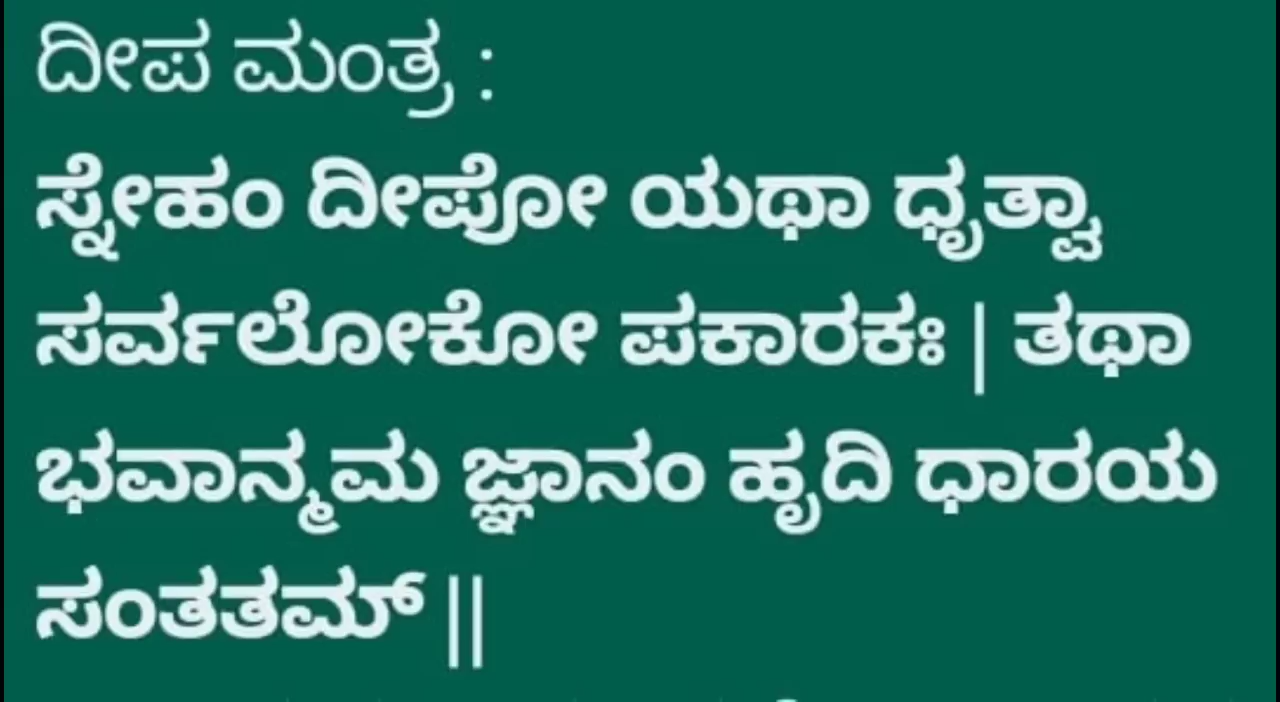 ದೀಪ ಮಂತ್ರ :
ಸ್ನೇಹಂ ದೀಪೋ ಯಥಾ ಧೃತ್ವಾ
ಸರ್ವಲೋಕೋ ಪಕಾರಕಃ | ತಥಾ
ಭವಾನ್ಮಮ ಜ್ಞಾನಂ ಹೃದಿ ಧಾರಯ
ಸಂತತಮ್ ||